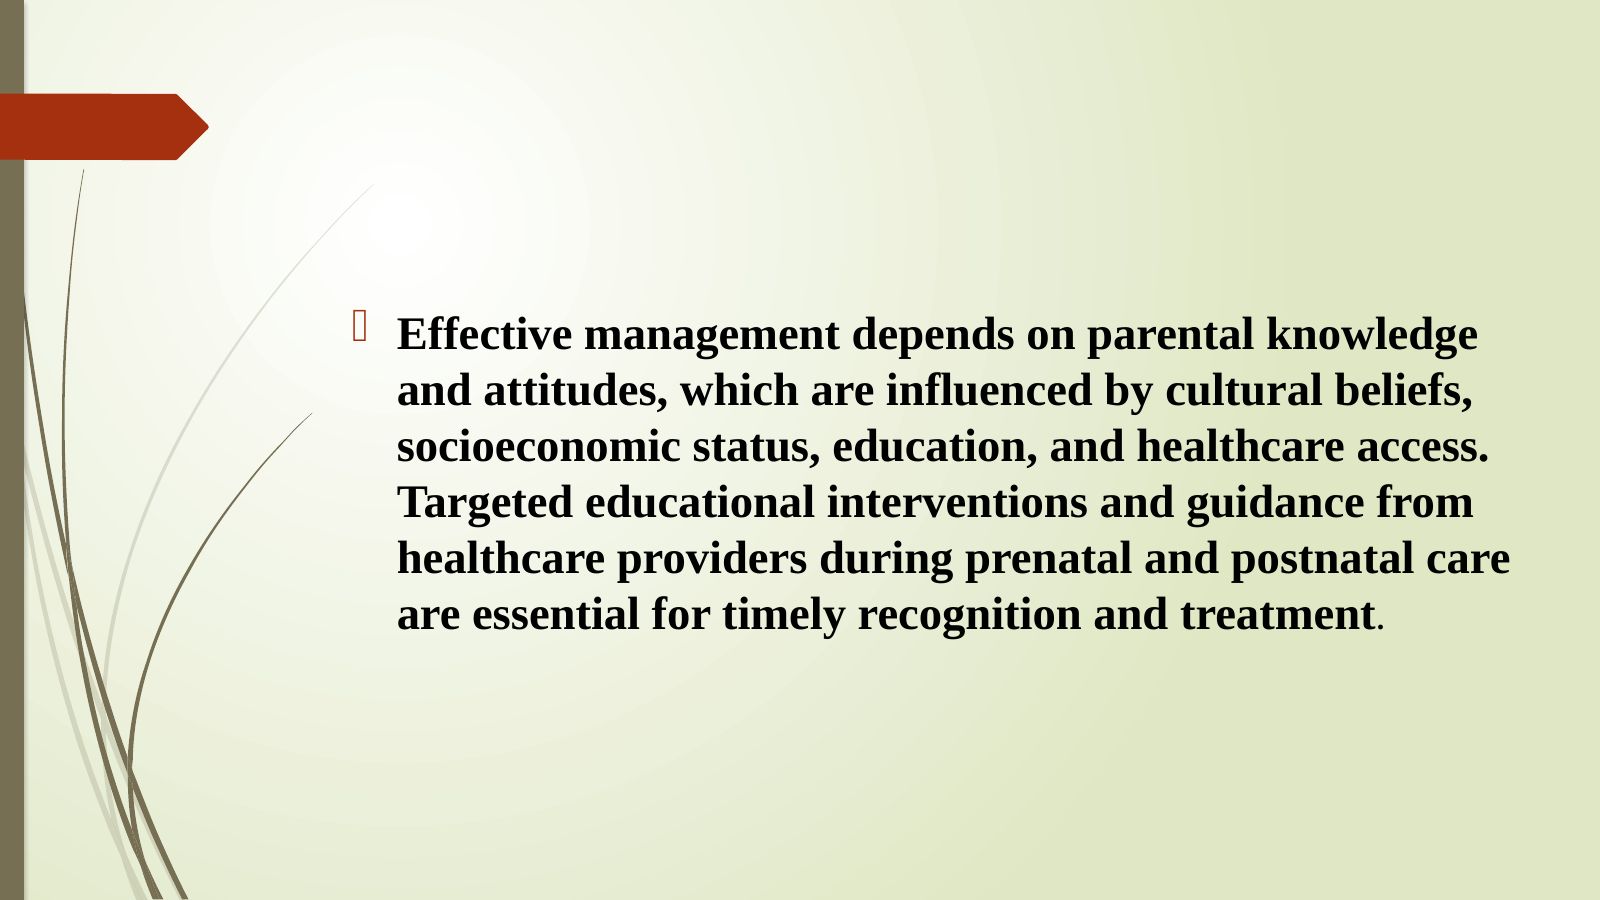 Effective management depends on parental knowledge
and attitudes, which are influenced by cultural beliefs,
socioeconomic status, education, and healthcare access.
Targeted educational interventions and guidance from
healthcare providers during prenatal and postnatal care
are essential for timely recognition and treatment.